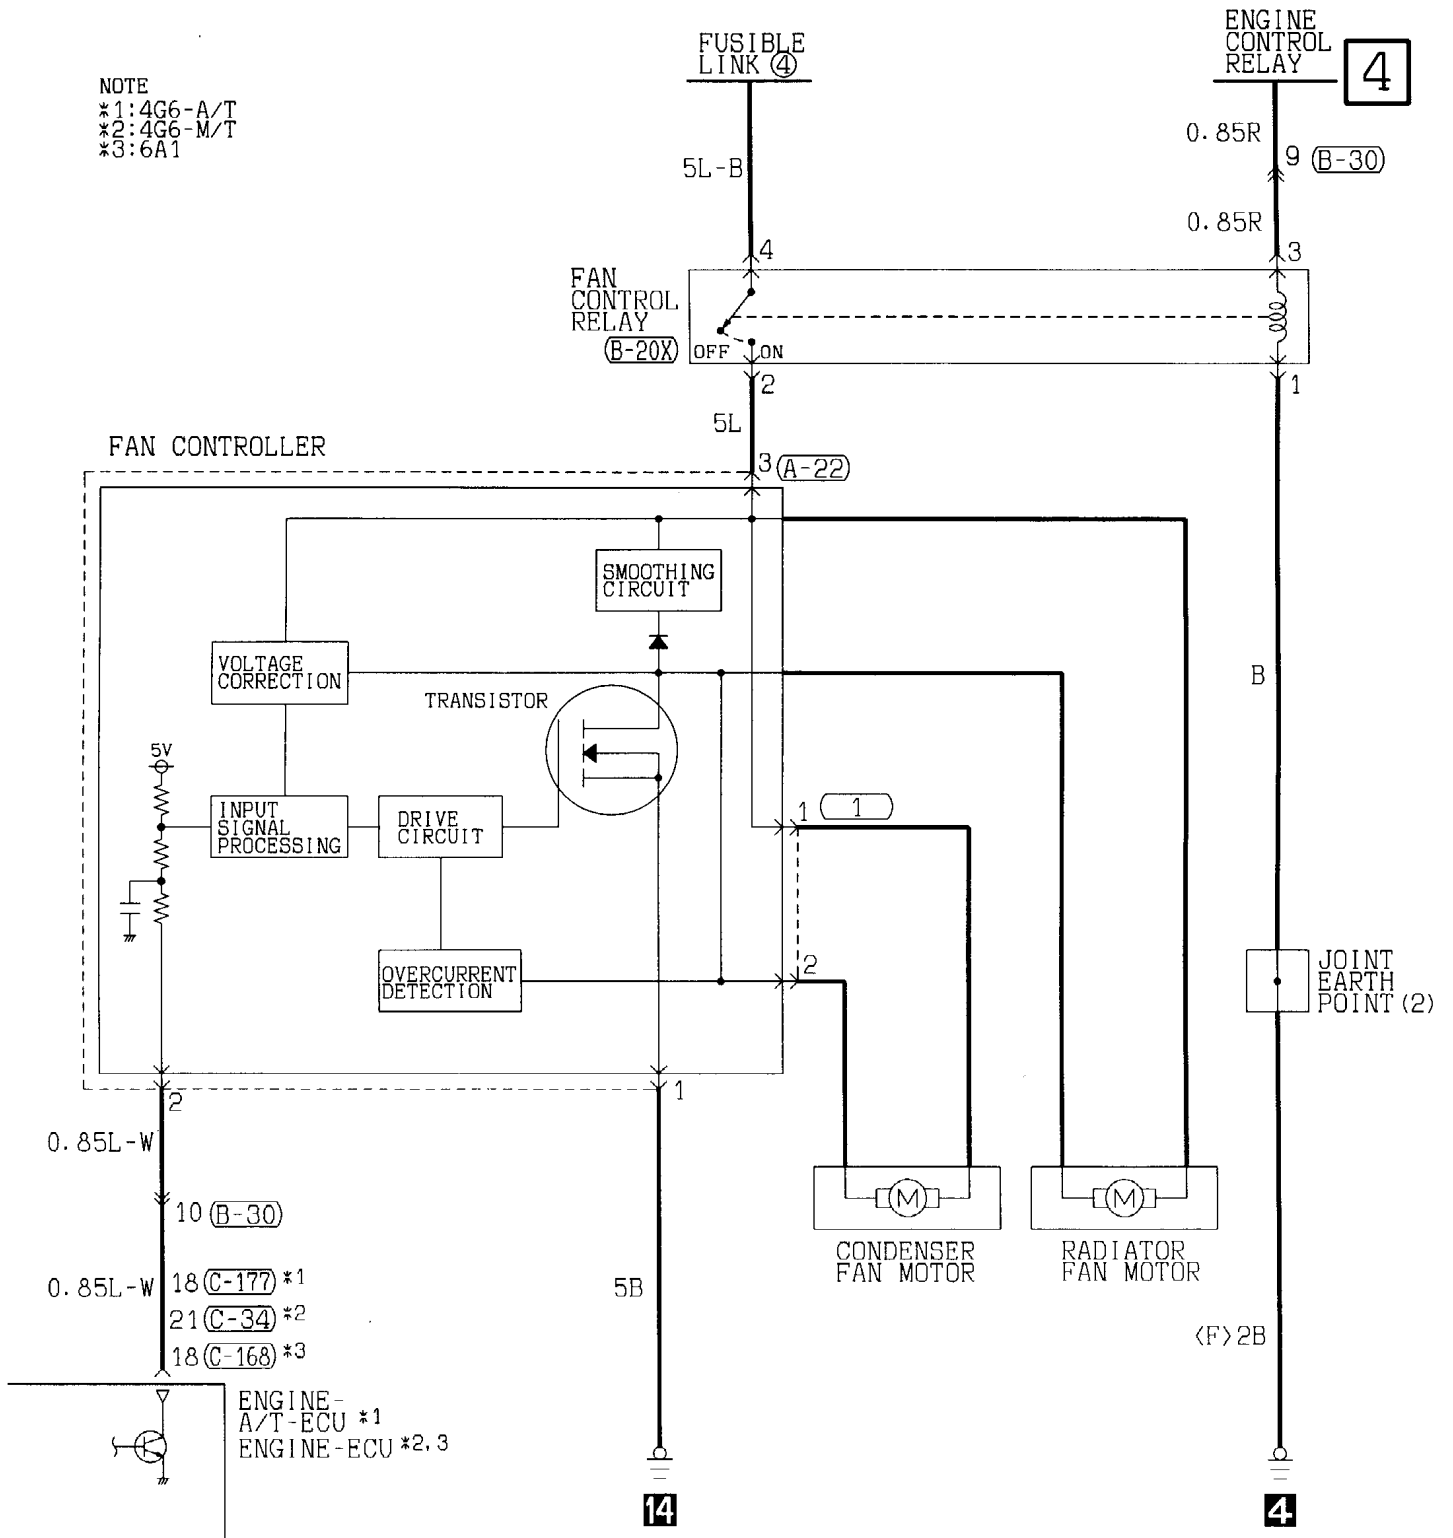 NOTE
*1:4G6-A/T
*2:4G6-M/T
*3:6A1
FUSIBLE
LINK ④
ENGINE
CONTROL
RELAY
4
0.85R
9 (B-30)
5L-B
0.85R
4
3
FAN
CONTROL
RELAY
(B-20X)
OFF
ON
2
1
5L
FAN CONTROLLER
3 (A-22)
SMOOTHING
CIRCUIT
VOLTAGE
CORRECTION
TRANSISTOR
B
5V
INPUT
SIGNAL
PROCESSING
DRIVE
CIRCUIT
1 (1)
OVERCURRENT
DETECTION
2
JOINT
EARTH
POINT (2)
2
1
0.85L-W
10 (B-30)
0.85L-W
18 (C-177) *1
21 (C-34) *2
18 (C-168) *3
5B
M
M
CONDENSER
FAN MOTOR
RADIATOR
FAN MOTOR
<F>2B
ENGINE-
A/T-ECU *1
ENGINE-ECU *2,3
14
4